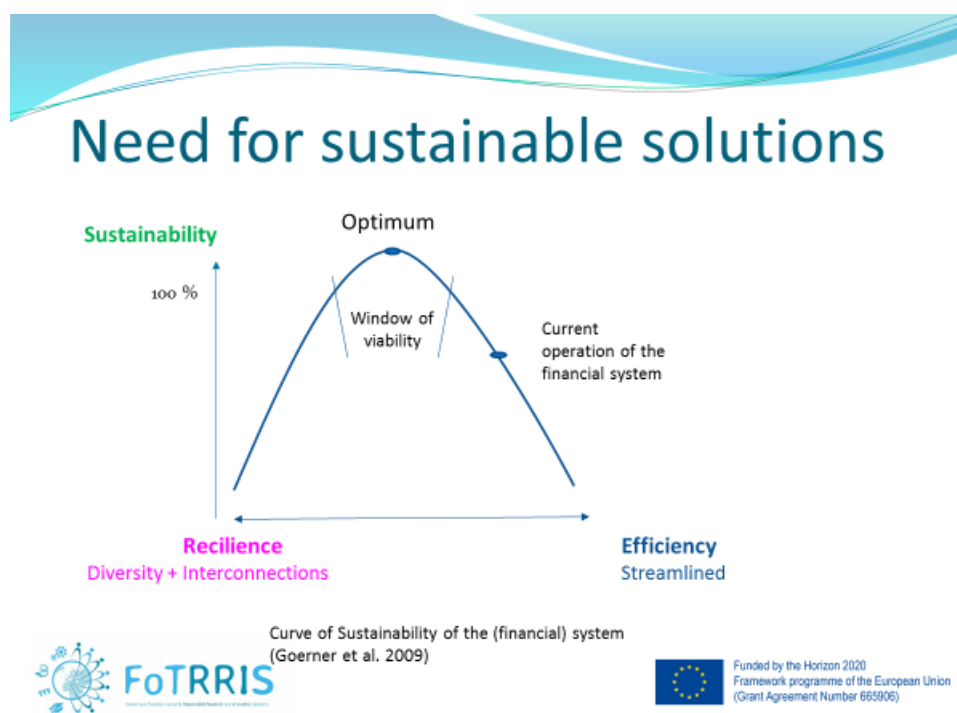 Need for sustainable solutions
Optimum
Sustainability
100 %
Window of
viability
Current
operation of the
financial system
Recilience
Diversity + Interconnections
Efficiency
Streamlined
Curve of Sustainability of the (financial) system
(Goerner et al. 2009)
FoTRRIS
Funded by the Horizon 2020
Framework programme of the European Union
(Grant Agreement Number 665906)